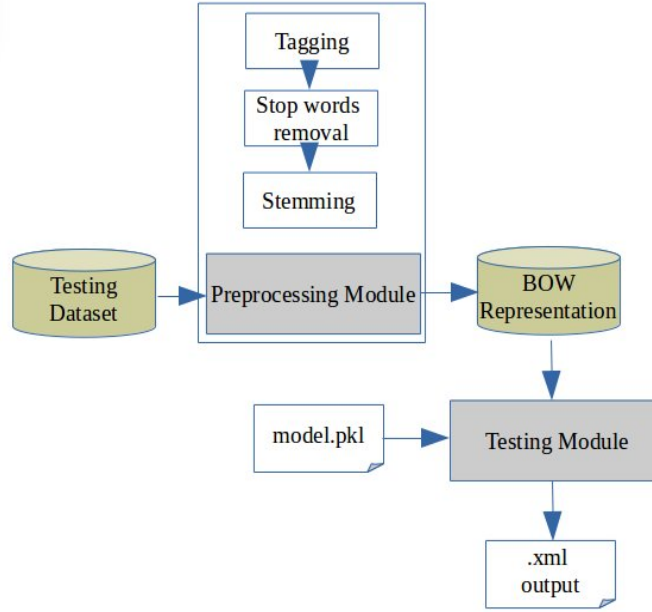 Tagging
Stop words
removal
Stemming
Testing
Dataset
Preprocessing Module
BOW
Representation
model.pkl
Testing Module
.xml
output